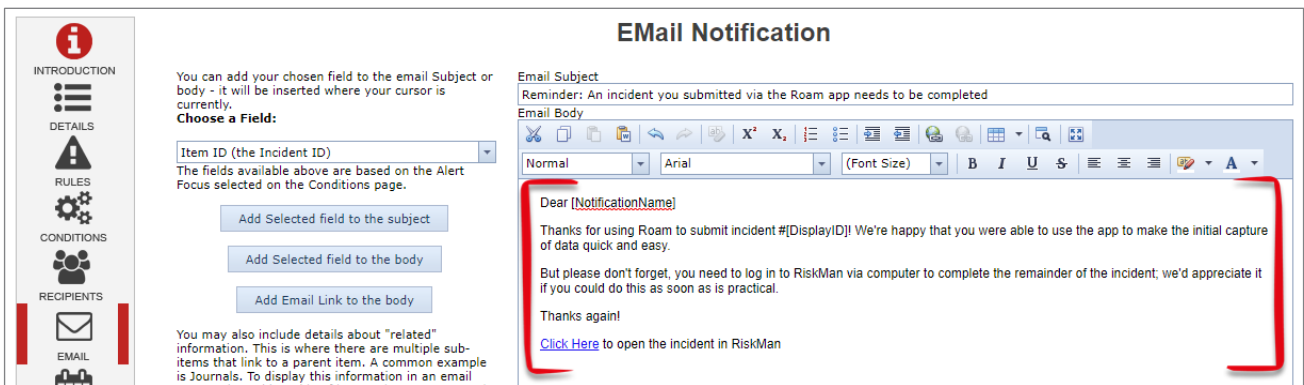 EMail Notification
INTRODUCTION
DETAILS
RULES
CONDITIONS
RECIPIENTS
EMAIL
You can add your chosen field to the email Subject or
body - it will be inserted where your cursor is
currently.
Choose a Field:
Item ID (the Incident ID)
The fields available above are based on the Alert
Focus selected on the Conditions page.
Add Selected field to the subject
Add Selected field to the body
Add Email Link to the body
You may also include details about "related"
information. This is where there are multiple sub-
items that link to a parent item. A common example
is Journals. To display this information in an email
Email Subject
Reminder: An incident you submitted via the Roam app needs to be completed
Email Body
Normal Arial (Font Size) B I U S A
Dear [NotificationName]
Thanks for using Roam to submit incident #[DisplayID]! We're happy that you were able to use the app to make the initial capture
of data quick and easy.
But please don't forget, you need to log in to RiskMan via computer to complete the remainder of the incident; we'd appreciate it
if you could do this as soon as is practical.
Thanks again!
Click Here to open the incident in RiskMan